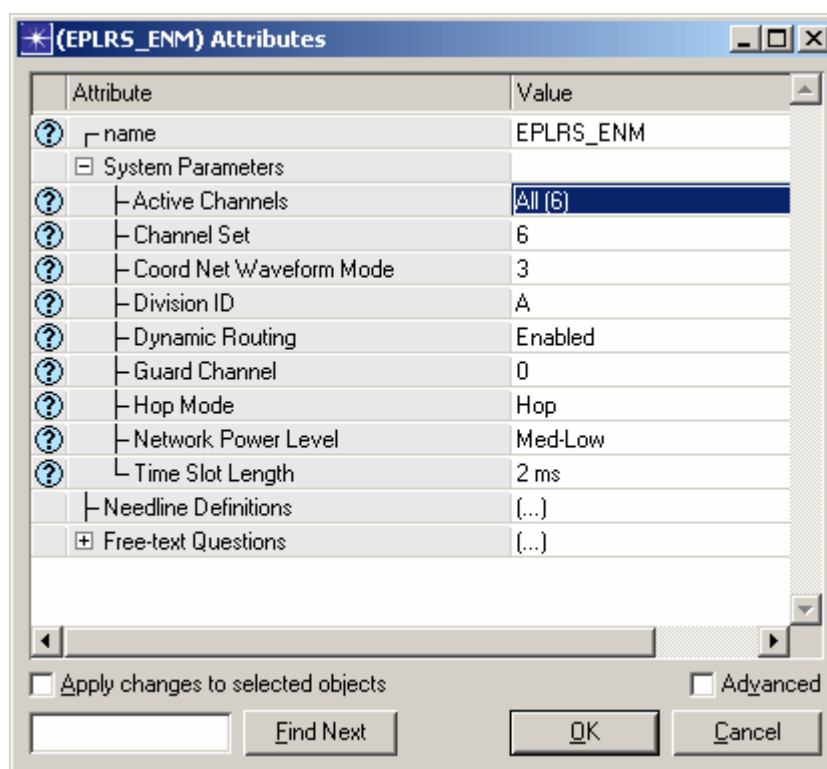 (EPLRS_ENM) Attributes
Attribute Value
name EPLRS_ENM
System Parameters
Active Channels All (6)
Channel Set 6
Coord Net Waveform Mode 3
Division ID A
Dynamic Routing Enabled
Guard Channel 0
Hop Mode Hop
Network Power Level Med-Low
Time Slot Length 2 ms
Needline Definitions (...)
Free-text Questions (...)
Apply changes to selected objects Advanced
Find Next OK Cancel